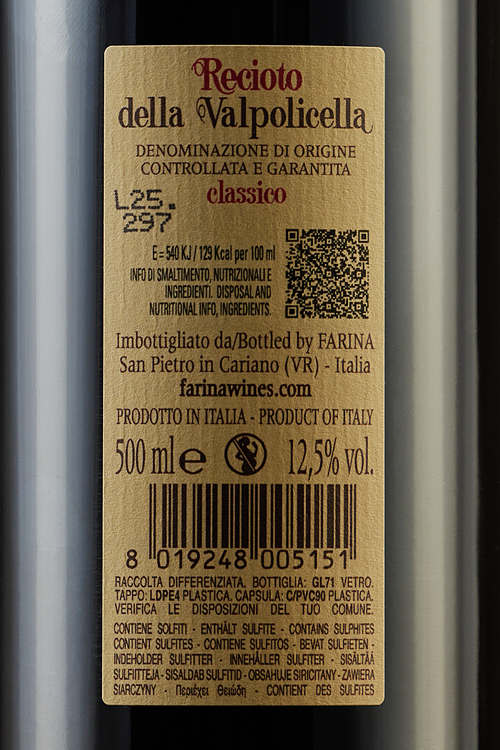 Recioto
della Valpolicella
DENOMINAZIONE DI ORIGINE
CONTROLLATA E GARANTITA
classico
L25.
297
E = 540 KJ / 129 Kcal per 100 ml
INFO DI SMALTIMENTO, NUTRIZIONALI E
INGREDIENTI. DISPOSAL AND
NUTRITIONAL INFO, INGREDIENTS.
Imbottigliato da/Bottled by FARINA
San Pietro in Cariano (VR) - Italia
farinawines.com
PRODOTTO IN ITALIA - PRODUCT OF ITALY
500 ml e 12,5% vol.
8 019248 005151
RACCOLTA DIFFERENZIATA. BOTTIGLIA: GL71 VETRO.
TAPPO: LDPE4 PLASTICA. CAPSULA: C/PVC90 PLASTICA.
VERIFICA LE DISPOSIZIONI DEL TUO COMUNE.
CONTIENE SOLFITI - ENTHÄLT SULFITE - CONTAINS SULPHITES
CONTIENT SULFITES - CONTIENE SULFITOS - BEVAT SULFIETEN -
INDEHOLDER SULFITTER - INNEHÅLLER SULFITER - SISÄLTÄÄ
SULFIITTEJA - SISALDAB SULFITID - OBSAHUJE SIRICITANY - ZAWIERA
SIARCZYNY - Περιέχει Θειώδη - CONTIENT DES SULFITES